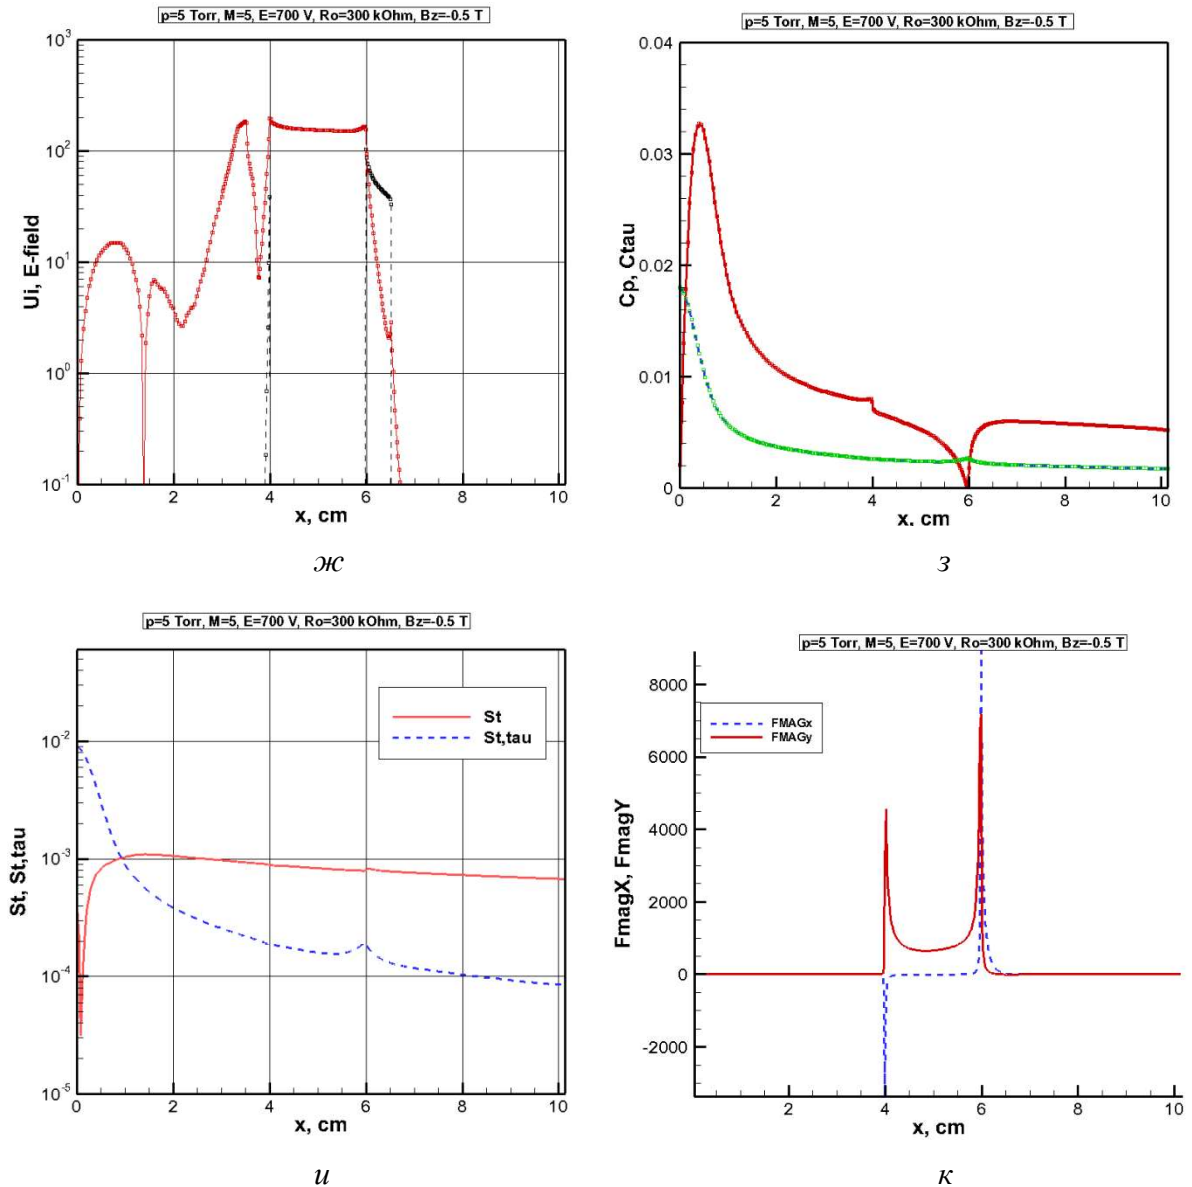 p=5 Torr, M=5, E=700 V, Ro=300 kOhm, Bz=-0.5 T
Ui, E-field
10³
10²
10¹
10⁰
10⁻¹
0 2 4 6 8 10
x, cm
ж
p=5 Torr, M=5, E=700 V, Ro=300 kOhm, Bz=-0.5 T
Cp, Ctau
0.04
0.03
0.02
0.01
0
0 2 4 6 8 10
x, cm
з
p=5 Torr, M=5, E=700 V, Ro=300 kOhm, Bz=-0.5 T
St, St,tau
St
St,tau
10⁻²
10⁻³
10⁻⁴
10⁻⁵
0 2 4 6 8 10
x, cm
и
p=5 Torr, M=5, E=700 V, Ro=300 kOhm, Bz=-0.5 T
FmagX, FmagY
FMAGx
FMAGy
8000
6000
4000
2000
0
-2000
2 4 6 8 10
x, cm
к